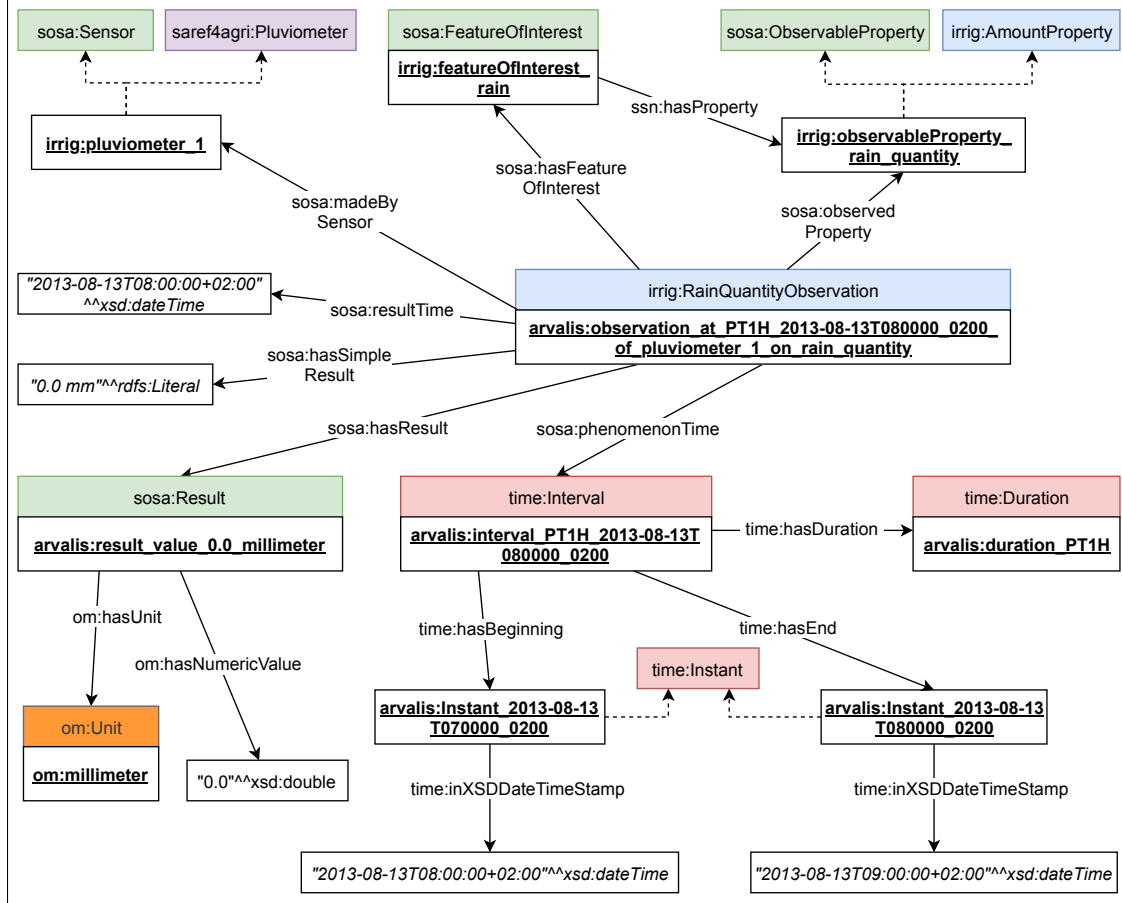 sosa:Sensor
saref4agri:Pluviometer
sosa:FeatureOfInterest
sosa:ObservableProperty
irrig:AmountProperty
irrig:featureOfInterest_
rain
ssn:hasProperty
irrig:pluviometer_1
irrig:observableProperty_
rain_quantity
sosa:hasFeature
OfInterest
sosa:madeBy
Sensor
sosa:observed
Property
"2013-08-13T08:00:00+02:00"
^^xsd:dateTime
sosa:resultTime
irrig:RainQuantityObservation
arvalis:observation_at_PT1H_2013-08-13T080000_0200_
of_pluviometer_1_on_rain_quantity
sosa:hasSimple
Result
"0.0 mm"^^rdfs:Literal
sosa:hasResult
sosa:phenomenonTime
sosa:Result
time:Interval
time:Duration
arvalis:result_value_0.0_millimeter
arvalis:interval_PT1H_2013-08-13T
080000_0200
time:hasDuration
arvalis:duration_PT1H
om:hasUnit
time:hasBeginning
time:hasEnd
om:hasNumericValue
time:Instant
om:Unit
arvalis:Instant_2013-08-13
T070000_0200
arvalis:Instant_2013-08-13
T080000_0200
om:millimeter
"0.0"^^xsd:double
time:inXSDDateTimeStamp
time:inXSDDateTimeStamp
"2013-08-13T08:00:00+02:00"^^xsd:dateTime
"2013-08-13T09:00:00+02:00"^^xsd:dateTime